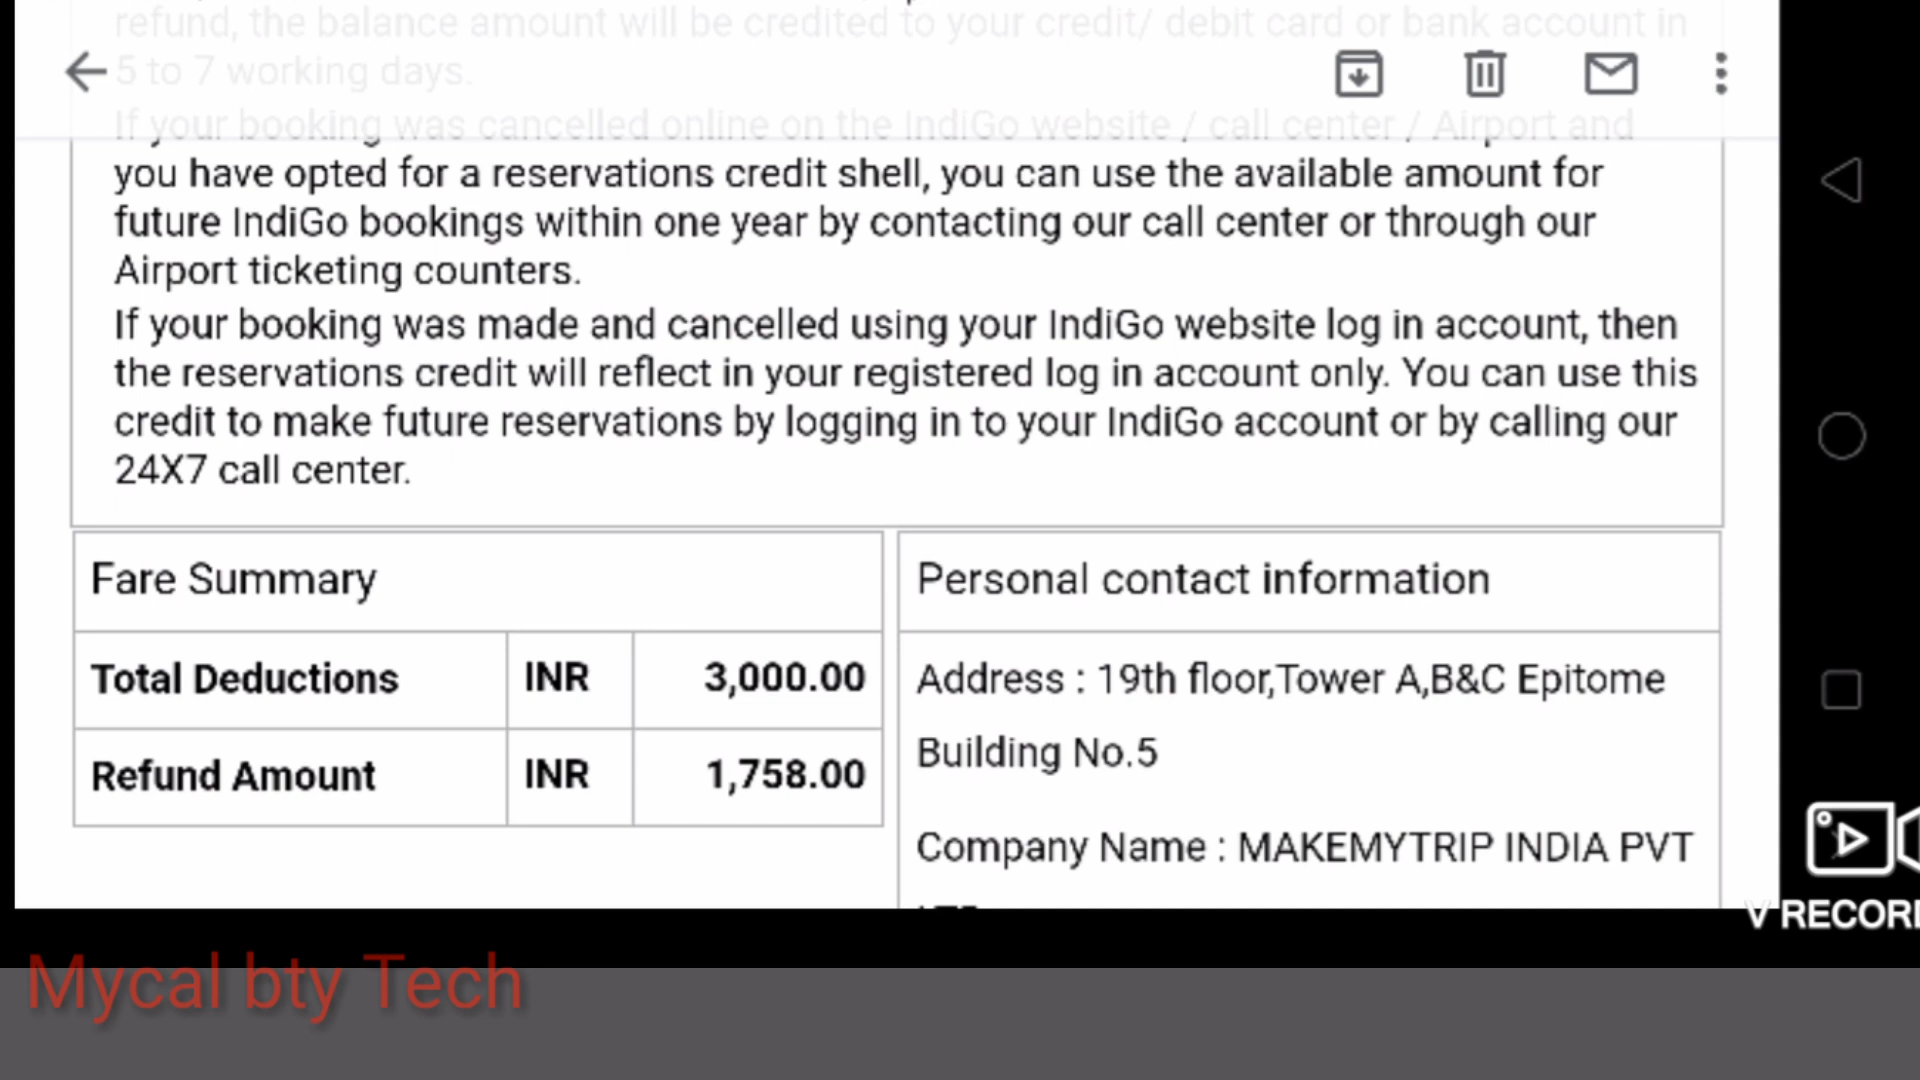 refund, the balance amount will be credited to your credit/ debit card or bank account in
5 to 7 working days.
If your booking was cancelled online on the IndiGo website / call center / Airport and
you have opted for a reservations credit shell, you can use the available amount for
future IndiGo bookings within one year by contacting our call center or through our
Airport ticketing counters.
If your booking was made and cancelled using your IndiGo website log in account, then
the reservations credit will reflect in your registered log in account only. You can use this
credit to make future reservations by logging in to your IndiGo account or by calling our
24X7 call center.
Fare Summary
Total Deductions INR 3,000.00
Refund Amount INR 1,758.00
Personal contact information
Address : 19th floor,Tower A,B&C Epitome
Building No.5
Company Name : MAKEMYTRIP INDIA PVT
V RECOR
Mycal bty Tech